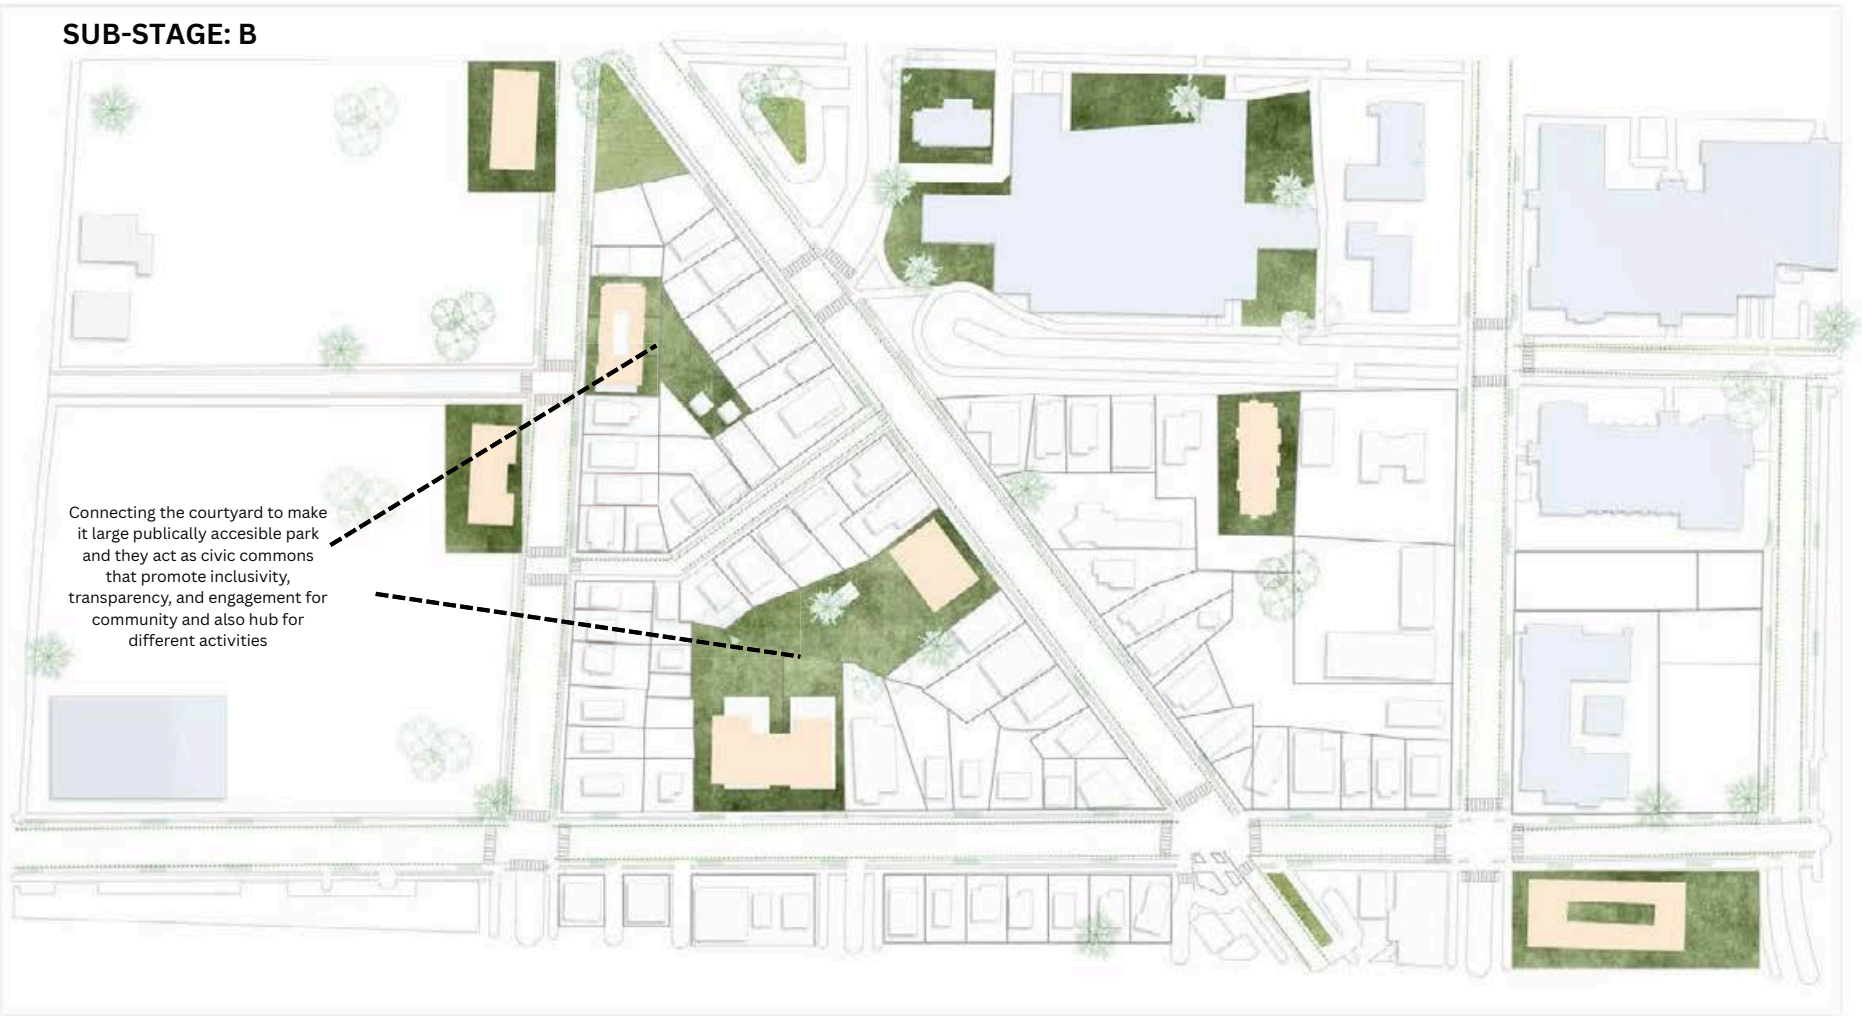 SUB-STAGE: B
Connecting the courtyard to make
it large publically accesible park
and they act as civic commons
that promote inclusivity,
transparency, and engagement for
community and also hub for
different activities